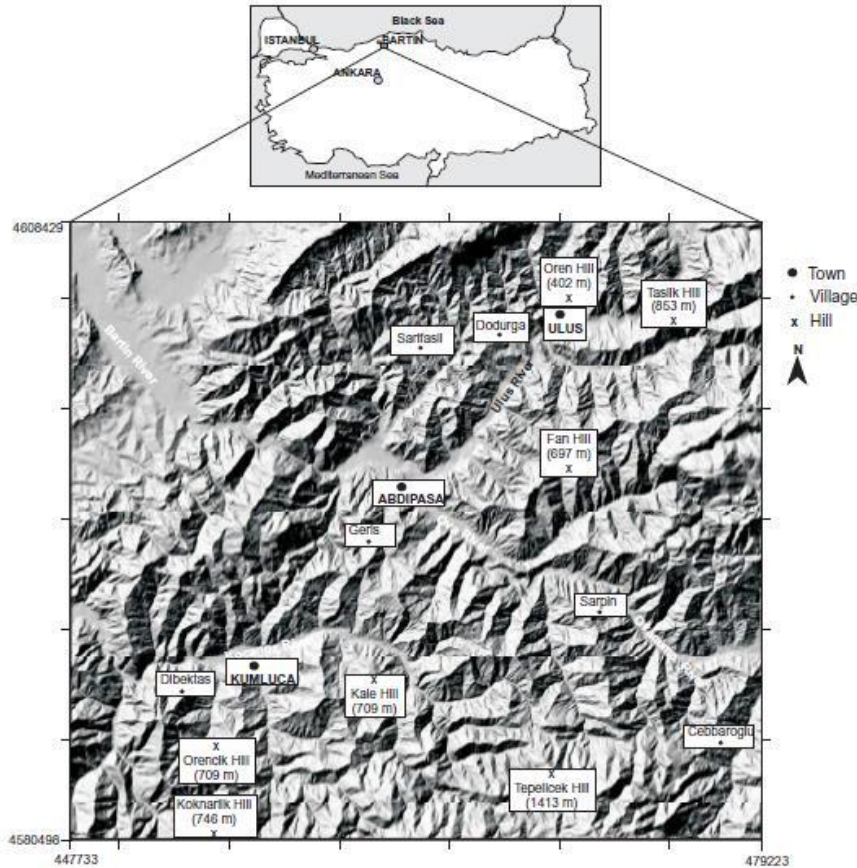 Black Sea
ISTANBUL
BARTIN
ANKARA
Mediterranean Sea
4608429
Oren Hill
(402 m)
Taslik Hill
(853 m)
Town
Village
Hill
N
ULUS
Dodurga
Sarifasil
Bartin River
Ulus River
Fan Hill
(697 m)
ABDIPASA
Geris
Sarpin
KUMLUCA
Dibektas
Kale Hill
(709 m)
Cebbaroglu
Orencik Hill
(709 m)
Tepelicek Hill
(1413 m)
Koknarlik Hill
(746 m)
4580498
447733
479223